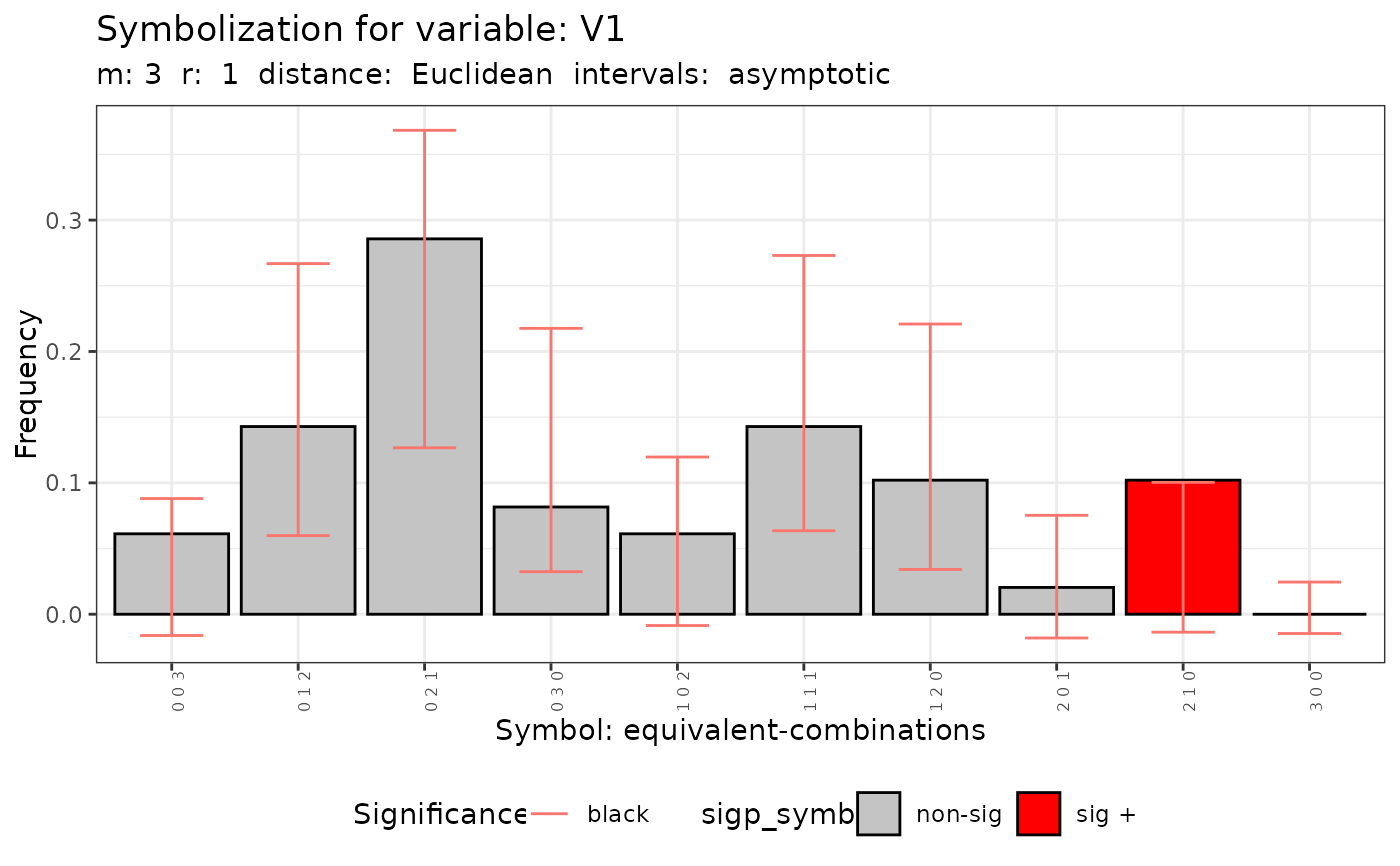 Symbolization for variable: V1
m: 3 r: 1 distance: Euclidean intervals: asymptotic
Frequency
0.3
0.2
0.1
0.0
0 0 3
0 1 2
0 2 1
0 3 0
1 0 2
1 1 1
1 2 0
2 0 1
2 1 0
3 0 0
Symbol: equivalent-combinations
Significance black sigp_symb non-sig sig +